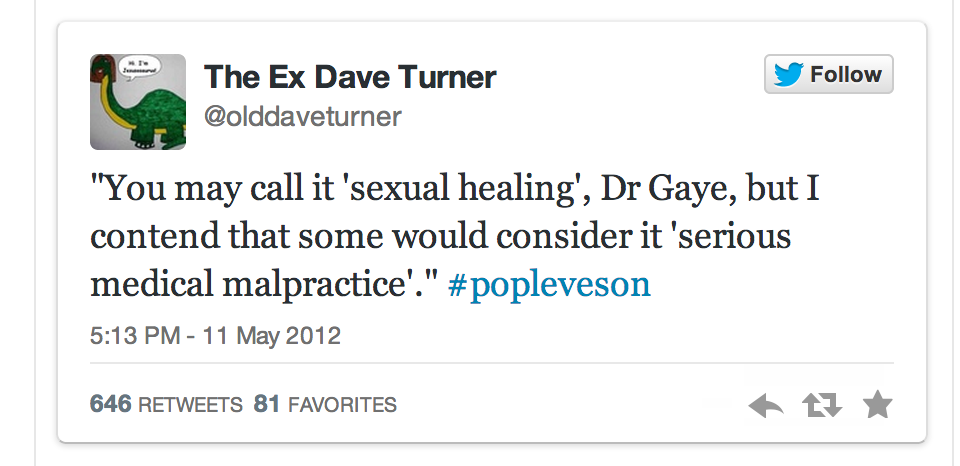 Hi. I'm
Jesusaurus!
The Ex Dave Turner
Follow
@olddaveturner
"You may call it 'sexual healing', Dr Gaye, but I
contend that some would consider it 'serious
medical malpractice'." #popleveson
5:13 PM - 11 May 2012
646 RETWEETS 81 FAVORITES